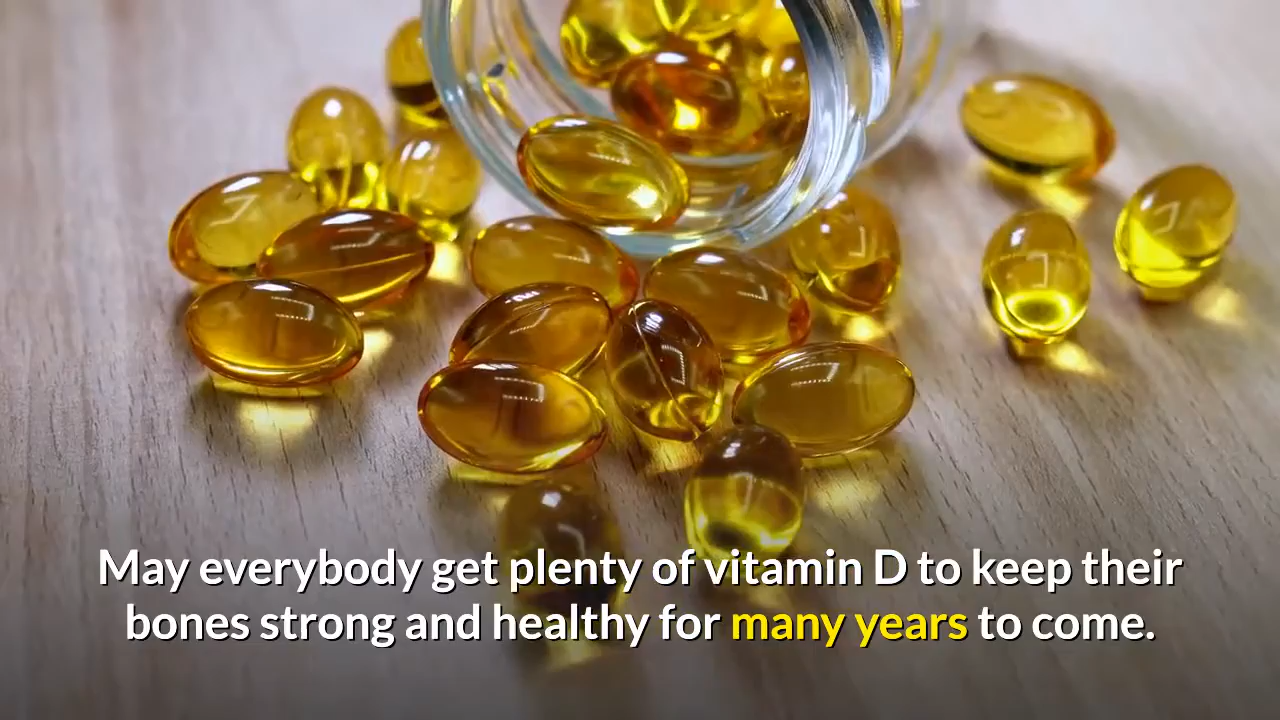 May everybody get plenty of vitamin D to keep their
bones strong and healthy for many years to come.